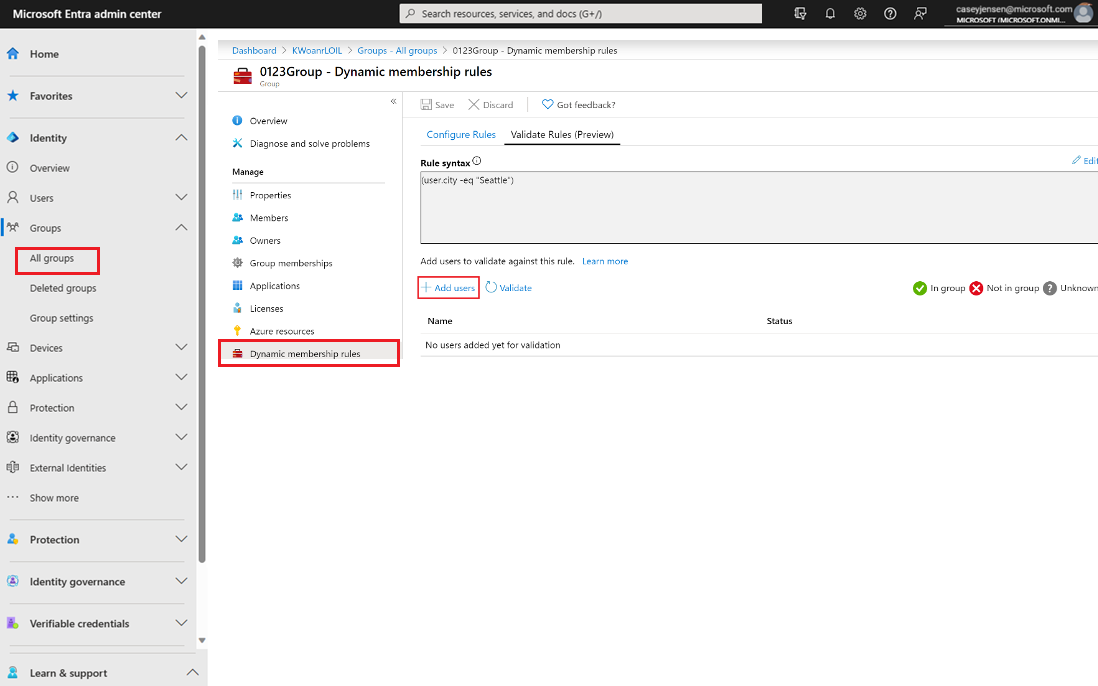 Microsoft Entra admin center
Search resources, services, and docs (G+/)
caseyjensen@microsoft.com
MICROSOFT (MICROSOFT.ONMI...
Home
Favorites
Identity
Overview
Users
Groups
All groups
Deleted groups
Group settings
Devices
Applications
Protection
Identity governance
External Identities
Show more
Protection
Identity governance
Verifiable credentials
Learn & support
Dashboard > KWoanrLOIL > Groups - All groups > 0123Group - Dynamic membership rules
0123Group - Dynamic membership rules
Group
Overview
Diagnose and solve problems
Manage
Properties
Members
Owners
Group memberships
Applications
Licenses
Azure resources
Dynamic membership rules
Save Discard Got feedback?
Configure Rules Validate Rules (Preview)
Rule syntax
Edit
(user.city -eq "Seattle")
Add users to validate against this rule. Learn more
Add users Validate
In group Not in group Unknown
Name Status
No users added yet for validation